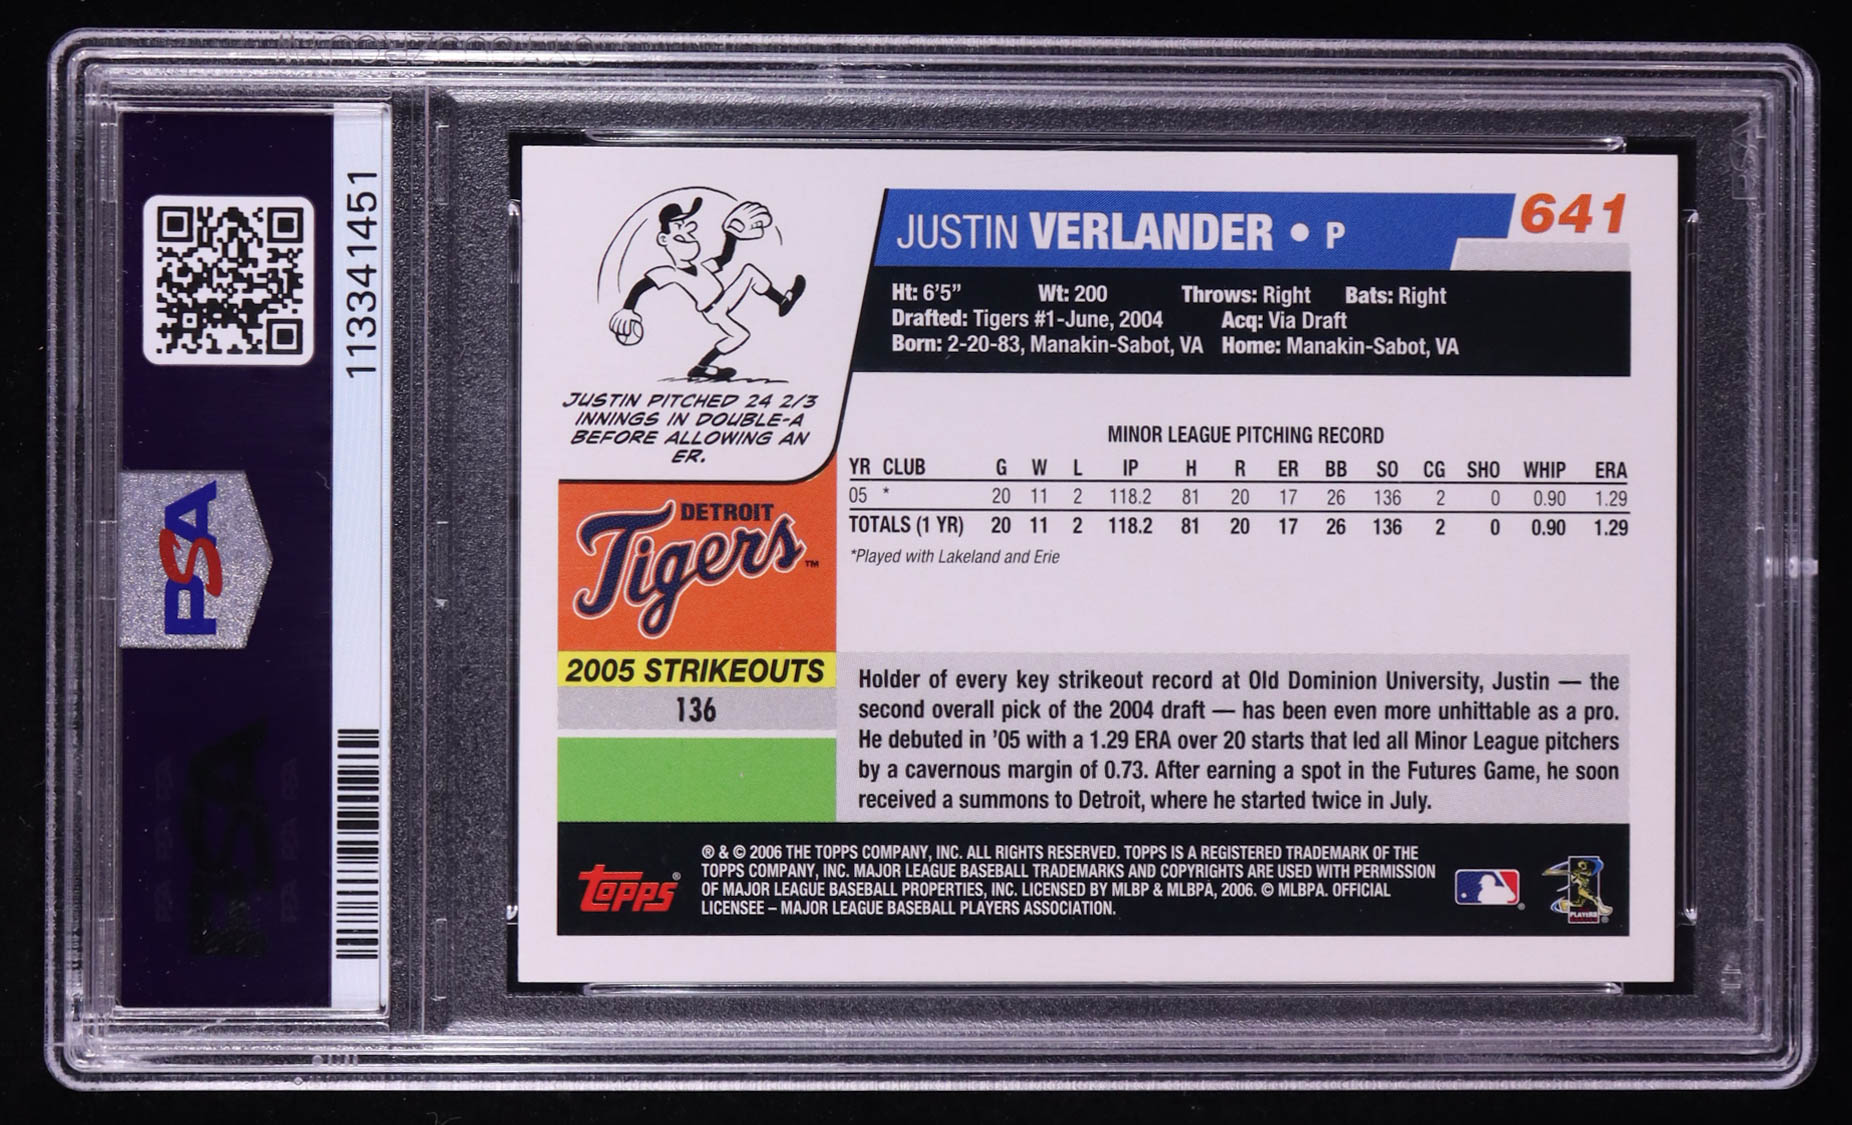 113341451
PSA
JUSTIN VERLANDER • P
641
Ht: 6'5" Wt: 200 Throws: Right Bats: Right
Drafted: Tigers #1-June, 2004 Acq: Via Draft
Born: 2-20-83, Manakin-Sabot, VA Home: Manakin-Sabot, VA
JUSTIN PITCHED 24 2/3
INNINGS IN DOUBLE-A
BEFORE ALLOWING AN
ER.
MINOR LEAGUE PITCHING RECORD
YR CLUB G W L IP H R ER BB SO CG SHO WHIP ERA
05 * 20 11 2 118.2 81 20 17 26 136 2 0 0.90 1.29
TOTALS (1 YR) 20 11 2 118.2 81 20 17 26 136 2 0 0.90 1.29
*Played with Lakeland and Erie
DETROIT
Tigers™
2005 STRIKEOUTS
136
Holder of every key strikeout record at Old Dominion University, Justin — the
second overall pick of the 2004 draft — has been even more unhittable as a pro.
He debuted in '05 with a 1.29 ERA over 20 starts that led all Minor League pitchers
by a cavernous margin of 0.73. After earning a spot in the Futures Game, he soon
received a summons to Detroit, where he started twice in July.
Topps®
® & © 2006 THE TOPPS COMPANY, INC. ALL RIGHTS RESERVED. TOPPS IS A REGISTERED TRADEMARK OF THE
TOPPS COMPANY, INC. MAJOR LEAGUE BASEBALL TRADEMARKS AND COPYRIGHTS ARE USED WITH PERMISSION
OF MAJOR LEAGUE BASEBALL PROPERTIES, INC. LICENSED BY MLBP & MLBPA, 2006. © MLBPA. OFFICIAL
LICENSEE – MAJOR LEAGUE BASEBALL PLAYERS ASSOCIATION.
PLAYERS
PSA
PSA